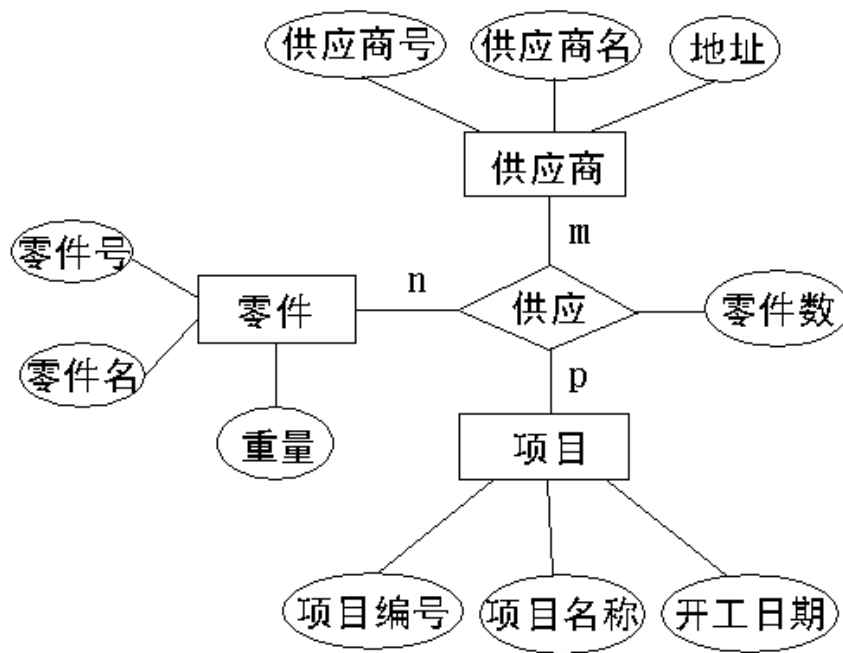 供应商号
供应商名
地址
供应商
m
零件号
n
零件
供应
零件数
零件名
p
重量
项目
项目编号
项目名称
开工日期